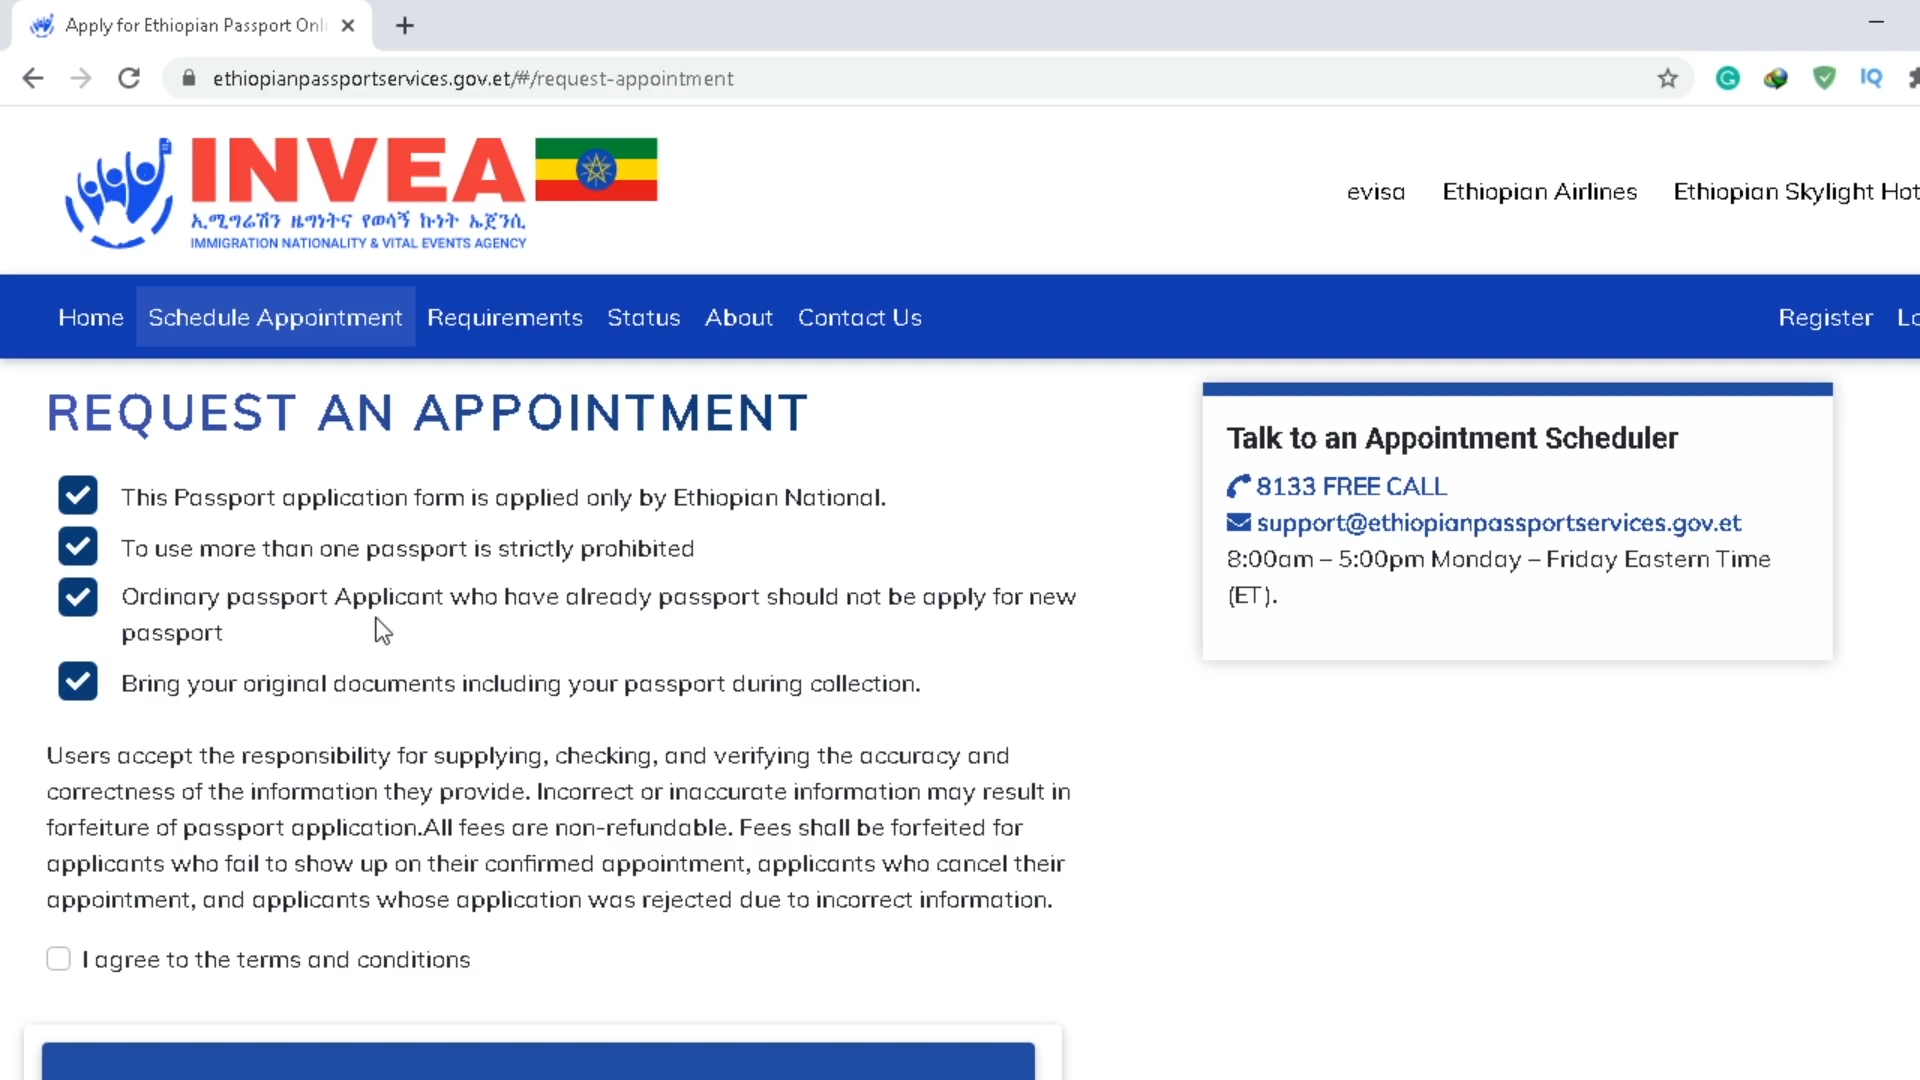 Apply for Ethiopian Passport Onli
ethiopianpassportservices.gov.et/#/request-appointment
IQ
INVEA
ኢሚግሬሽን ዜግነትና የወሳኝ ኩነት ኤጀንሲ
IMMIGRATION NATIONALITY & VITAL EVENTS AGENCY
evisa Ethiopian Airlines Ethiopian Skylight Hot
Home Schedule Appointment Requirements Status About Contact Us Register Lo
REQUEST AN APPOINTMENT
This Passport application form is applied only by Ethiopian National.
To use more than one passport is strictly prohibited
Ordinary passport Applicant who have already passport should not be apply for new
passport
Bring your original documents including your passport during collection.
Users accept the responsibility for supplying, checking, and verifying the accuracy and
correctness of the information they provide. Incorrect or inaccurate information may result in
forfeiture of passport application.All fees are non-refundable. Fees shall be forfeited for
applicants who fail to show up on their confirmed appointment, applicants who cancel their
appointment, and applicants whose application was rejected due to incorrect information.
I agree to the terms and conditions
Talk to an Appointment Scheduler
8133 FREE CALL
support@ethiopianpassportservices.gov.et
8:00am – 5:00pm Monday – Friday Eastern Time
(ET).